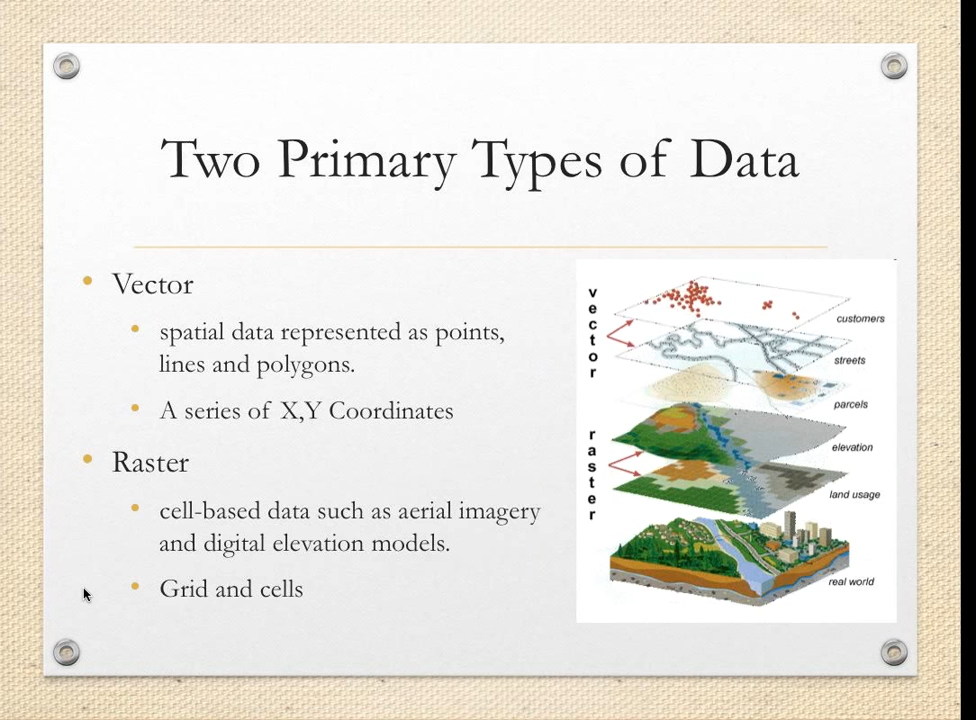 Two Primary Types of Data
• Vector
• spatial data represented as points,
lines and polygons.
• A series of X,Y Coordinates
• Raster
• cell-based data such as aerial imagery
and digital elevation models.
• Grid and cells
vector
customers
streets
parcels
raster
elevation
land usage
real world